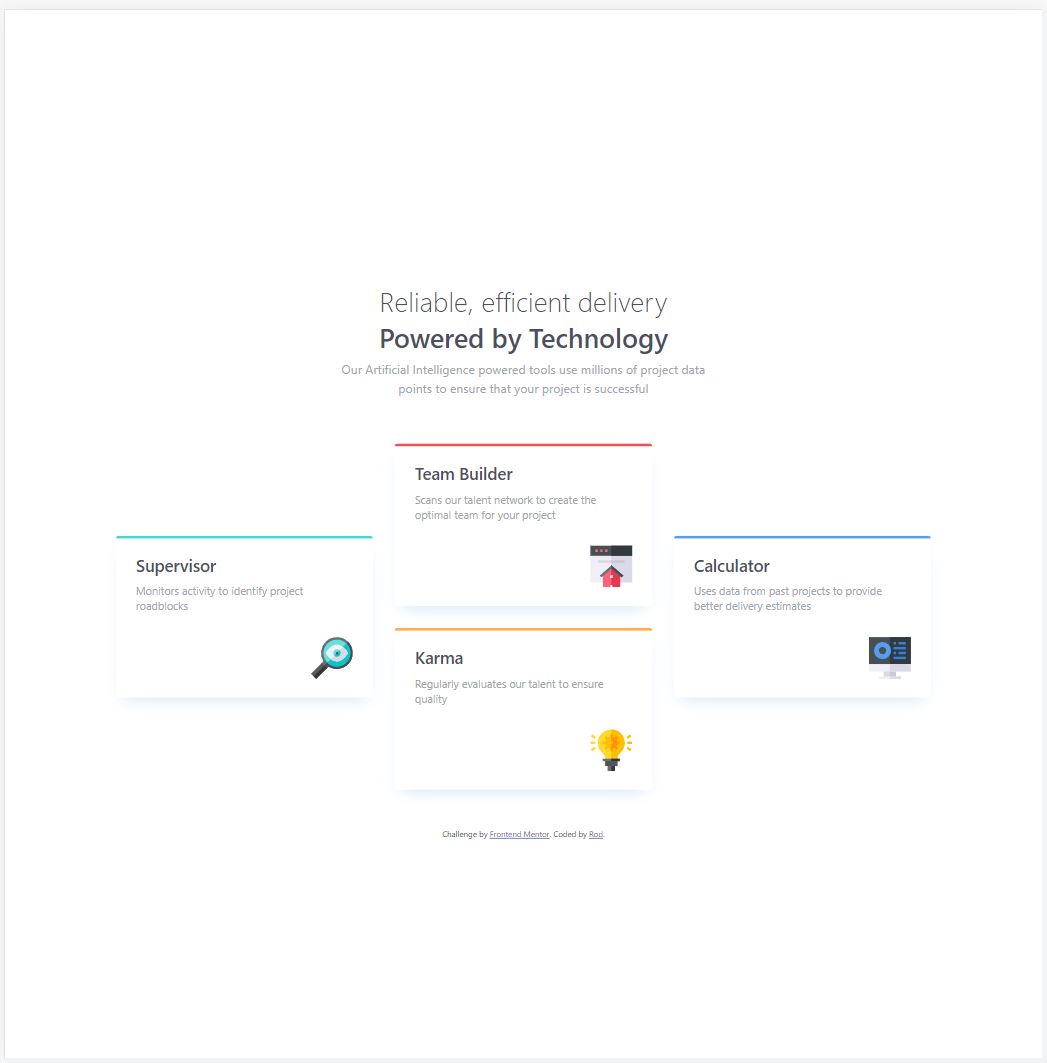 Reliable, efficient delivery
Powered by Technology
Our Artificial Intelligence powered tools use millions of project data
points to ensure that your project is successful
Supervisor
Monitors activity to identify project
roadblocks
Team Builder
Scans our talent network to create the
optimal team for your project
Karma
Regularly evaluates our talent to ensure
quality
Calculator
Uses data from past projects to provide
better delivery estimates
Challenge by Frontend Mentor. Coded by Rod.